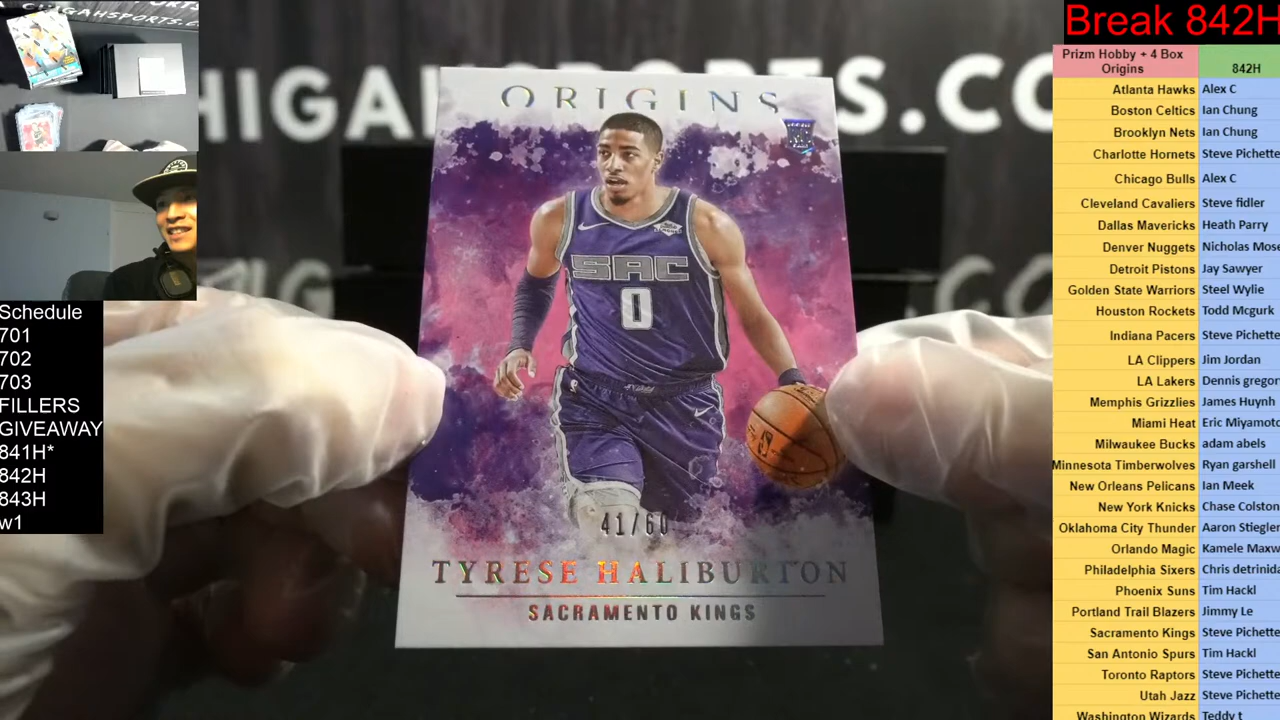 CHIGAHSPORTS.CO
HIGA SPORTS.CO
Break 842H
Prizm Hobby + 4 Box
Origins
842H
Atlanta Hawks Alex C
Boston Celtics Ian Chung
Brooklyn Nets Ian Chung
Charlotte Hornets Steve Pichette
Chicago Bulls Alex C
Cleveland Cavaliers Steve fidler
Dallas Mavericks Heath Parry
Denver Nuggets Nicholas Mose
Detroit Pistons Jay Sawyer
Golden State Warriors Steel Wylie
Houston Rockets Todd Mcgurk
Indiana Pacers Steve Pichette
LA Clippers Jim Jordan
LA Lakers Dennis gregor
Memphis Grizzlies James Huynh
Miami Heat Eric Miyamoto
Milwaukee Bucks adam abels
Minnesota Timberwolves Ryan garshell
New Orleans Pelicans Ian Meek
New York Knicks Chase Colston
Oklahoma City Thunder Aaron Stiegler
Orlando Magic Kamele Maxw
Philadelphia Sixers Chris detrinida
Phoenix Suns Tim Hackl
Portland Trail Blazers Jimmy Le
Sacramento Kings Steve Pichette
San Antonio Spurs Tim Hackl
Toronto Raptors Steve Pichette
Utah Jazz Steve Pichette
Washington Wizards Teddy t
Schedule
701
702
703
FILLERS
GIVEAWAY
841H*
842H
843H
w1
ORIGINS
SAC
0
41/60
TYRESE HALIBURTON
SACRAMENTO KINGS